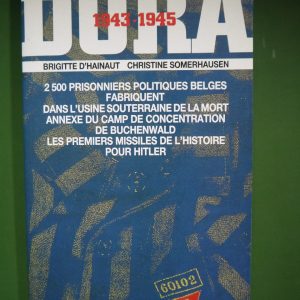 DORA
1943-1945
BRIGITTE D'HAINAUT CHRISTINE SOMERHAUSEN
2 500 PRISONNIERS POLITIQUES BELGES
FABRIQUENT
DANS L'USINE SOUTERRAINE DE LA MORT
ANNEXE DU CAMP DE CONCENTRATION
DE BUCHENWALD
LES PREMIERS MISSILES DE L'HISTOIRE
POUR HITLER
60102